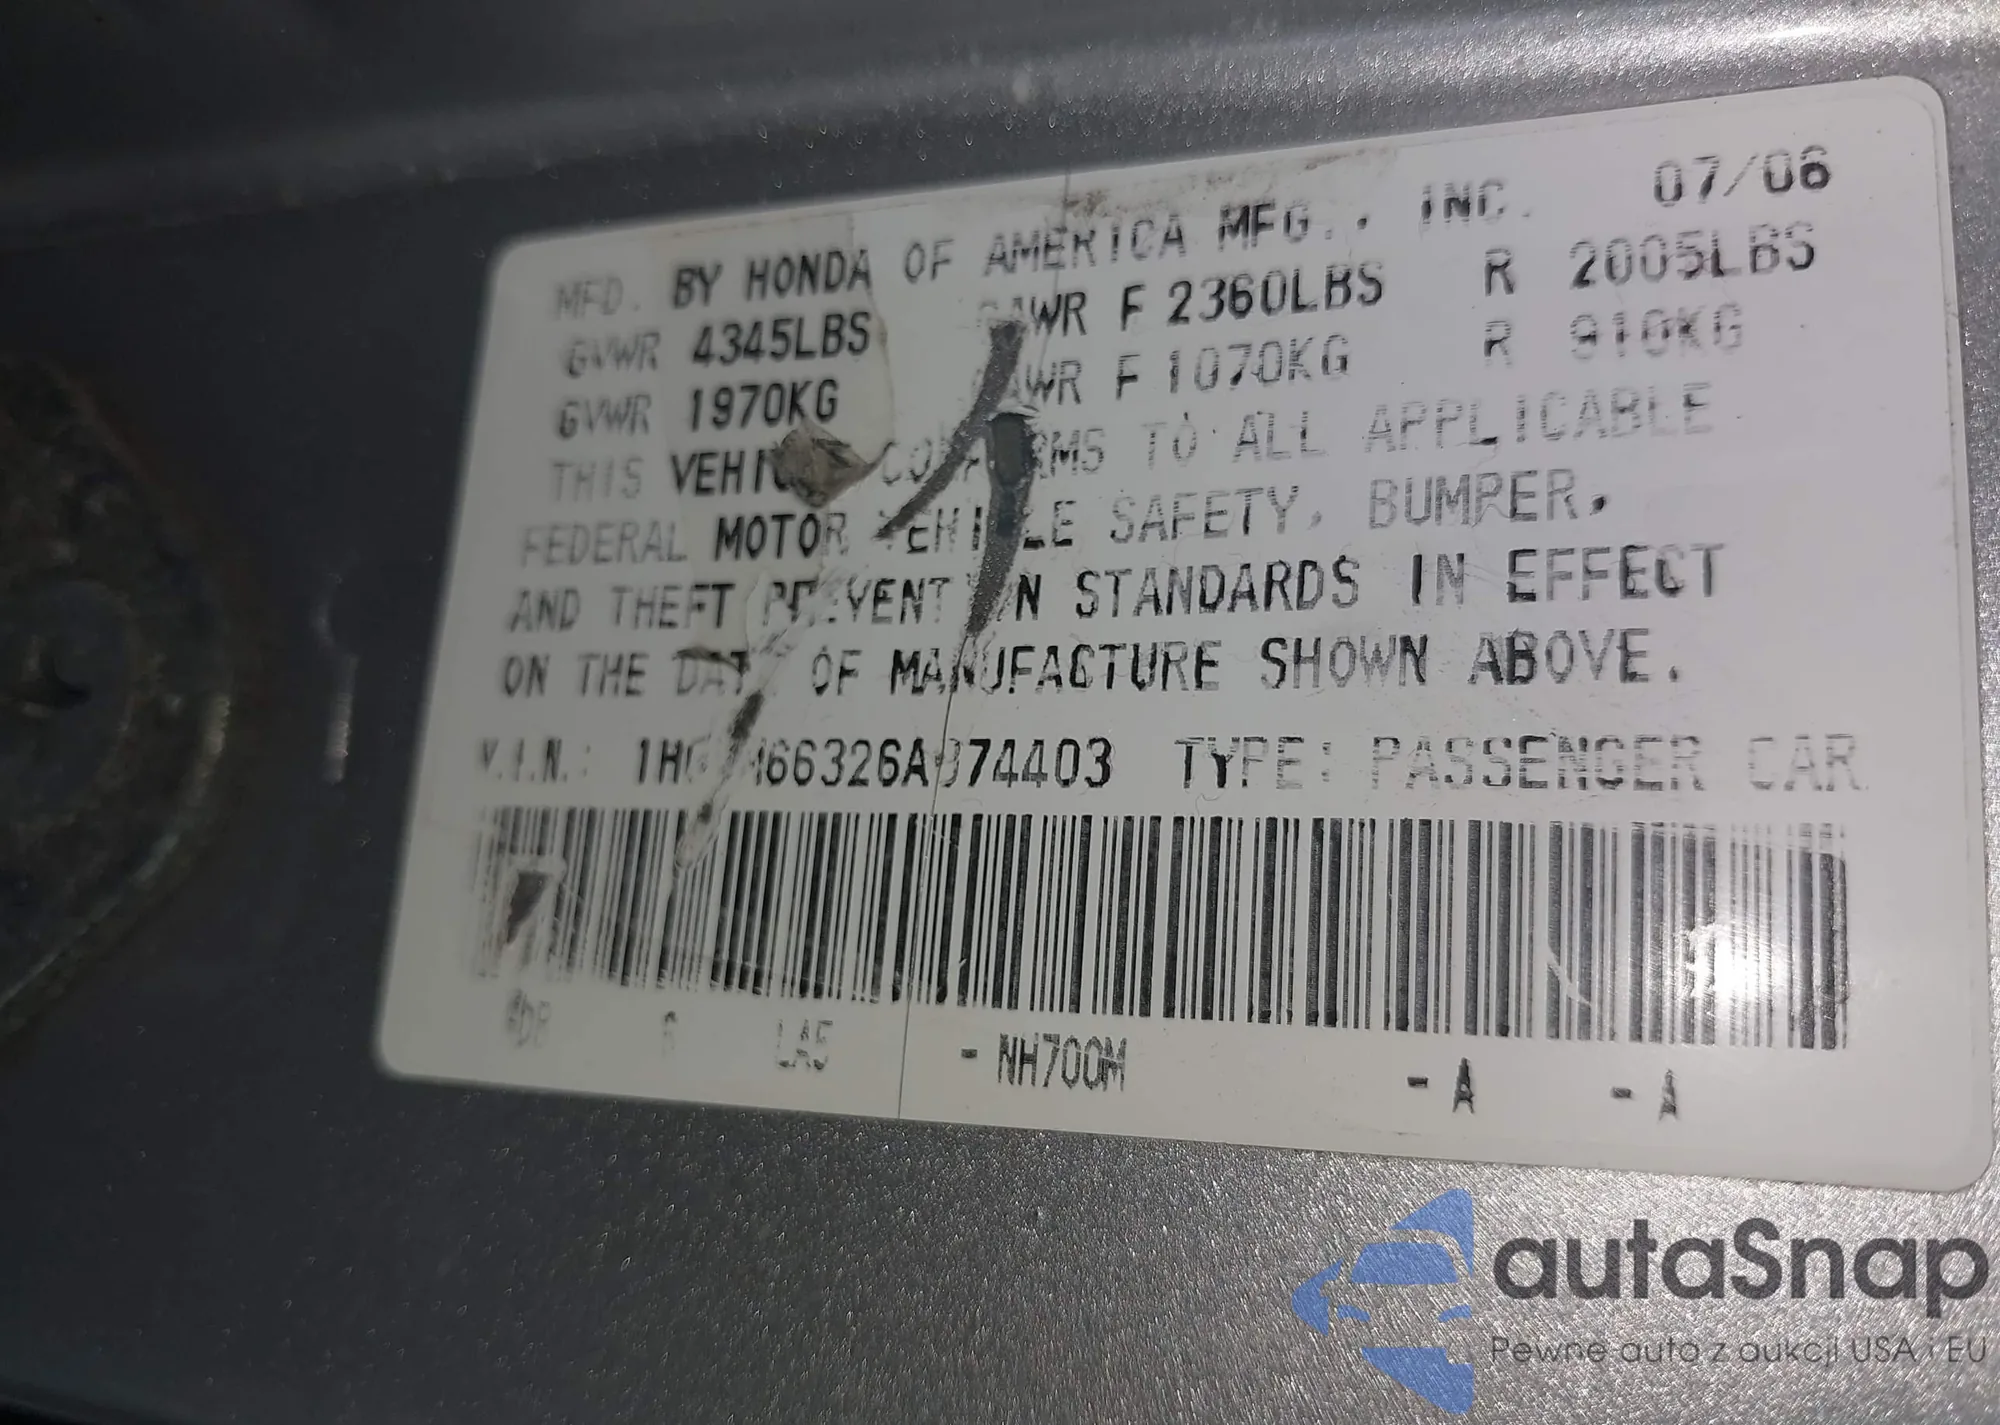 MFD. BY HONDA OF AMERICA MFG., INC. 07/06
GVWR 4345LBS GAWR F 2360LBS R 2005LBS
GVWR 1970KG GAWR F 1070KG R 910KG
THIS VEHICLE CONFORMS TO ALL APPLICABLE
FEDERAL MOTOR VEHICLE SAFETY, BUMPER,
AND THEFT PREVENTION STANDARDS IN EFFECT
ON THE DATE OF MANUFACTURE SHOWN ABOVE.
V.I.N.: TYPE: PASSENGER CAR
LA5 - NH700M - A - A
autaSnap
Pewne auto z aukcji USA i EU